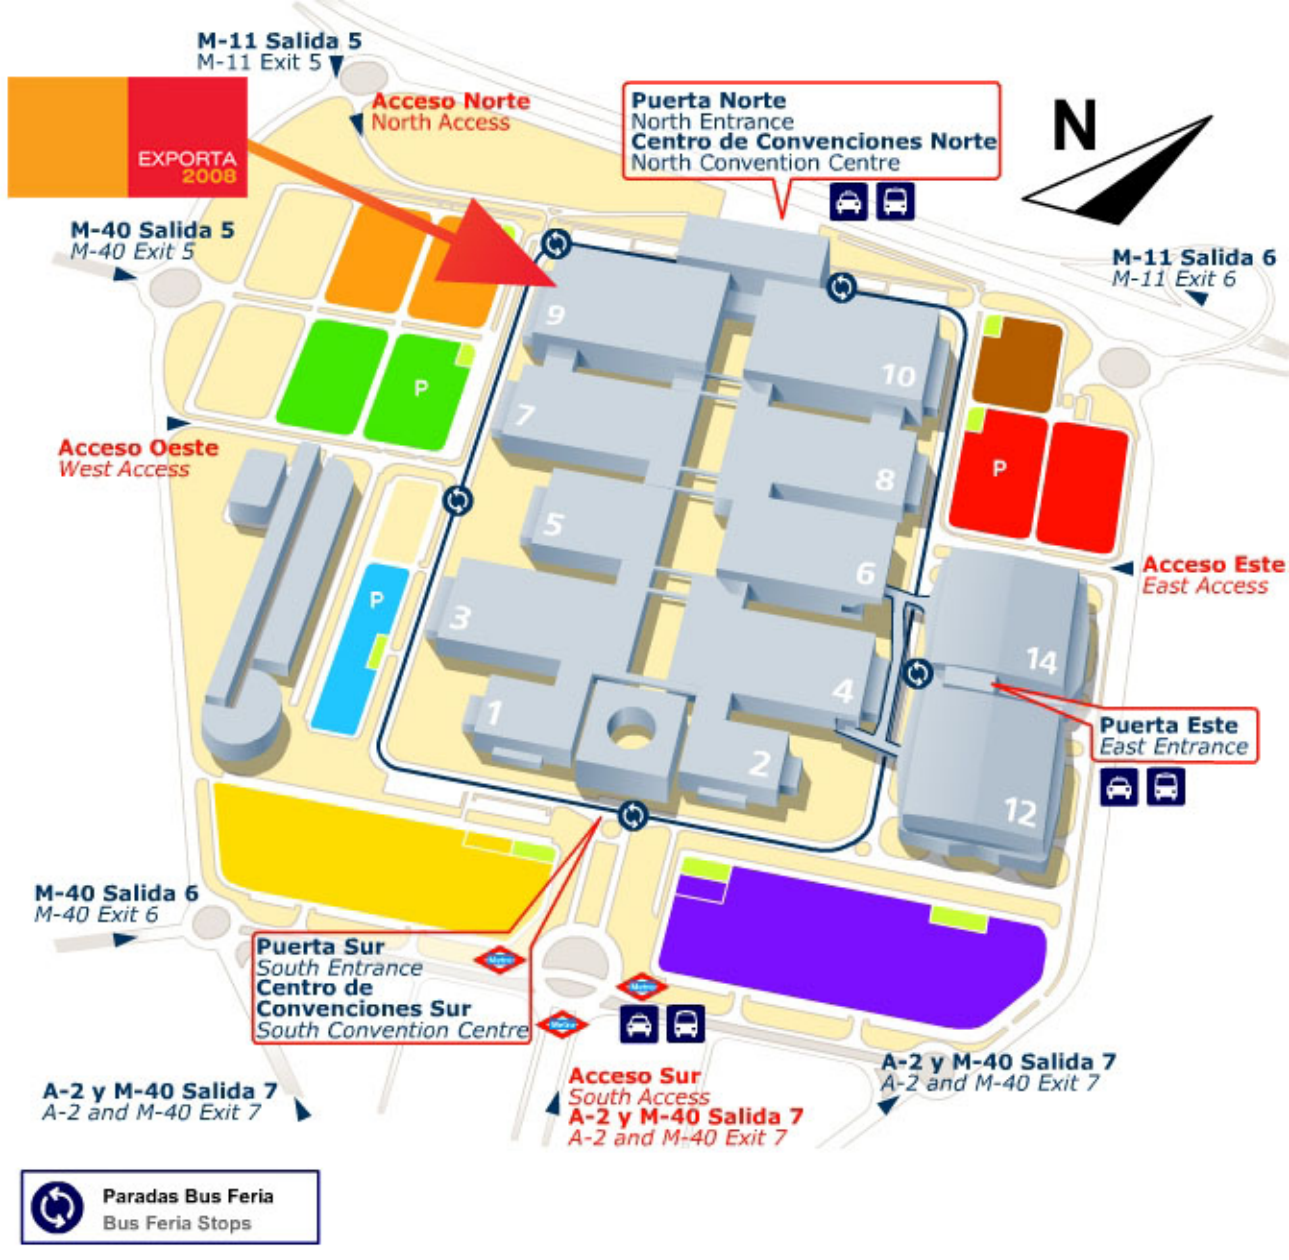 M-11 Salida 5
M-11 Exit 5
Acceso Norte
North Access
Puerta Norte
North Entrance
Centro de Convenciones Norte
North Convention Centre
N
EXPORTA
2008
M-40 Salida 5
M-40 Exit 5
M-11 Salida 6
M-11 Exit 6
9
10
P
7
Acceso Oeste
West Access
8
P
5
6
Acceso Este
East Access
P
3
14
4
1
2
Puerta Este
East Entrance
12
M-40 Salida 6
M-40 Exit 6
Puerta Sur
South Entrance
Centro de
Convenciones Sur
South Convention Centre
Metro
Metro
Metro
A-2 y M-40 Salida 7
A-2 and M-40 Exit 7
Acceso Sur
South Access
A-2 y M-40 Salida 7
A-2 and M-40 Exit 7
A-2 y M-40 Salida 7
A-2 and M-40 Exit 7
Paradas Bus Feria
Bus Feria Stops